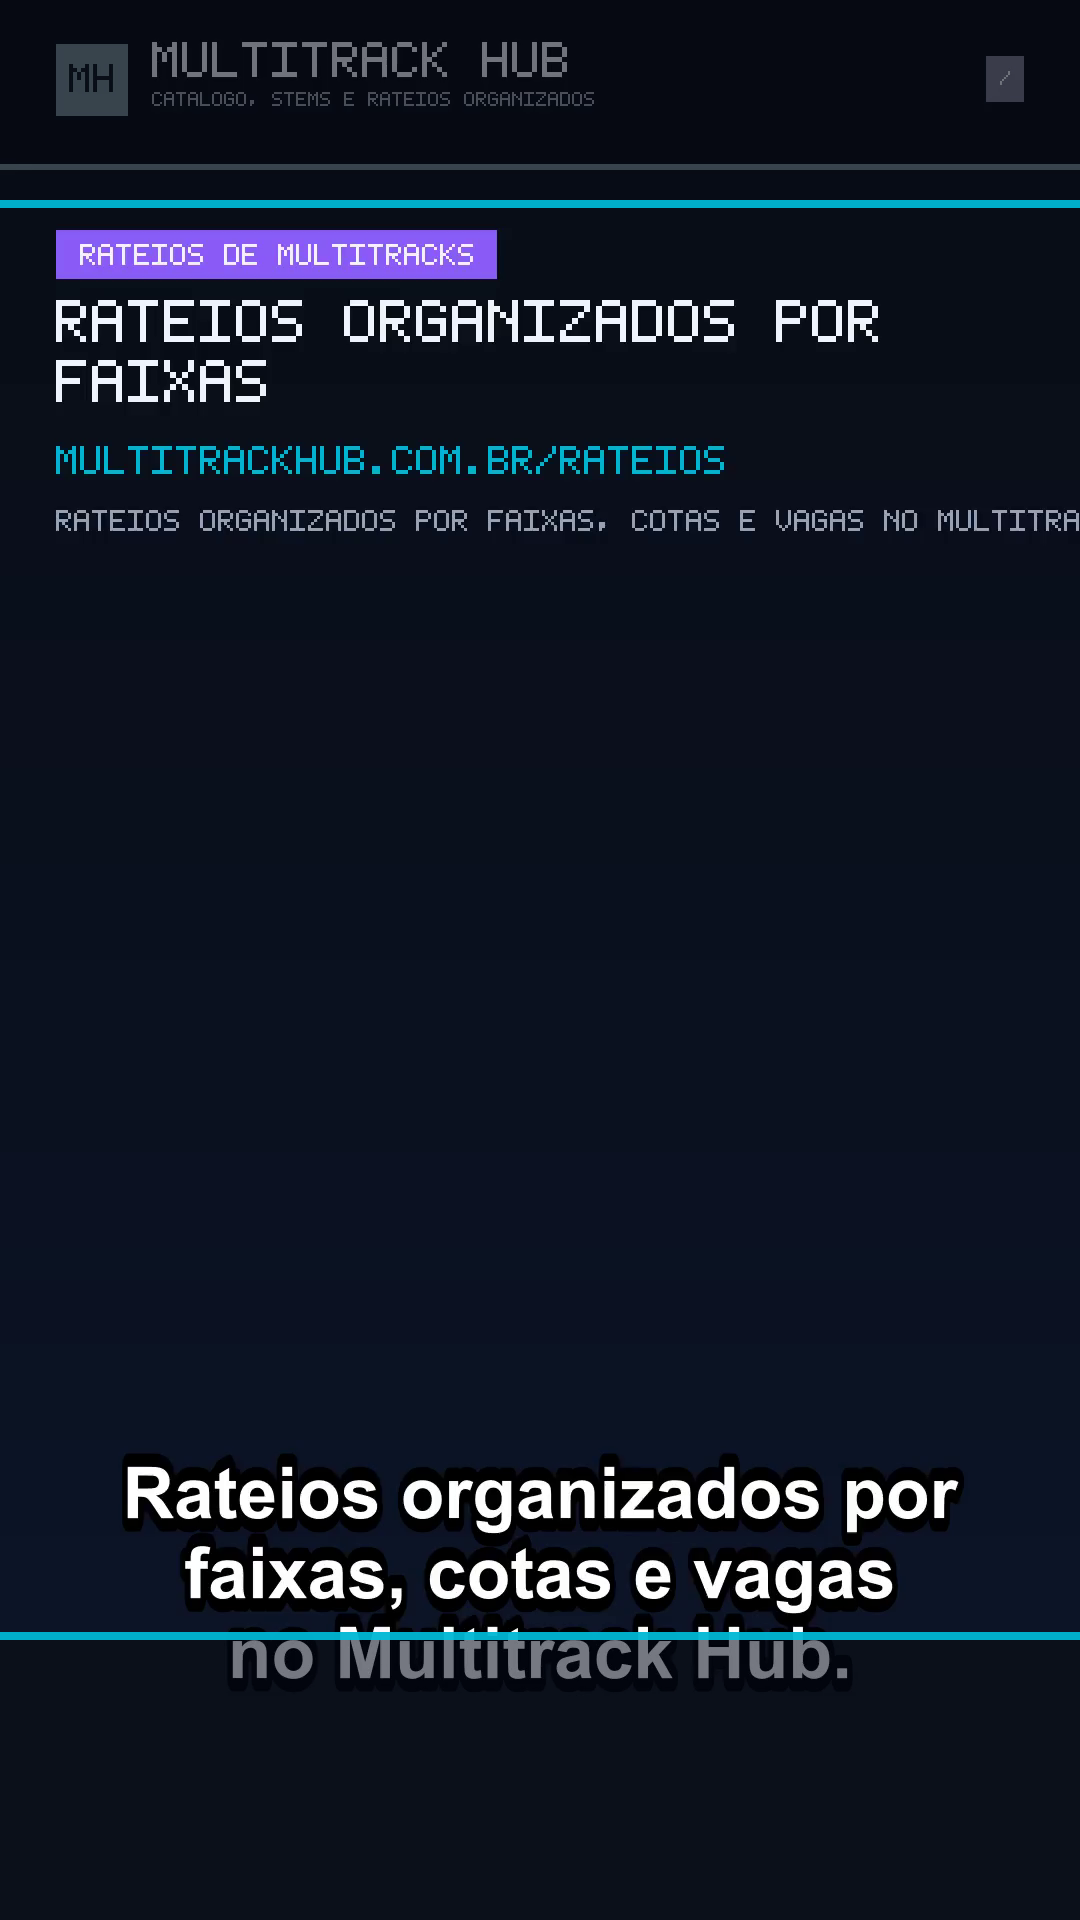 MH
MULTITRACK HUB
CATALOGO, STEMS E RATEIOS ORGANIZADOS
/
RATEIOS DE MULTITRACKS
RATEIOS ORGANIZADOS POR
FAIXAS
MULTITRACKHUB.COM.BR/RATEIOS
RATEIOS ORGANIZADOS POR FAIXAS, COTAS E VAGAS NO MULTITRA
Rateios organizados por
faixas, cotas e vagas
no Multitrack Hub.